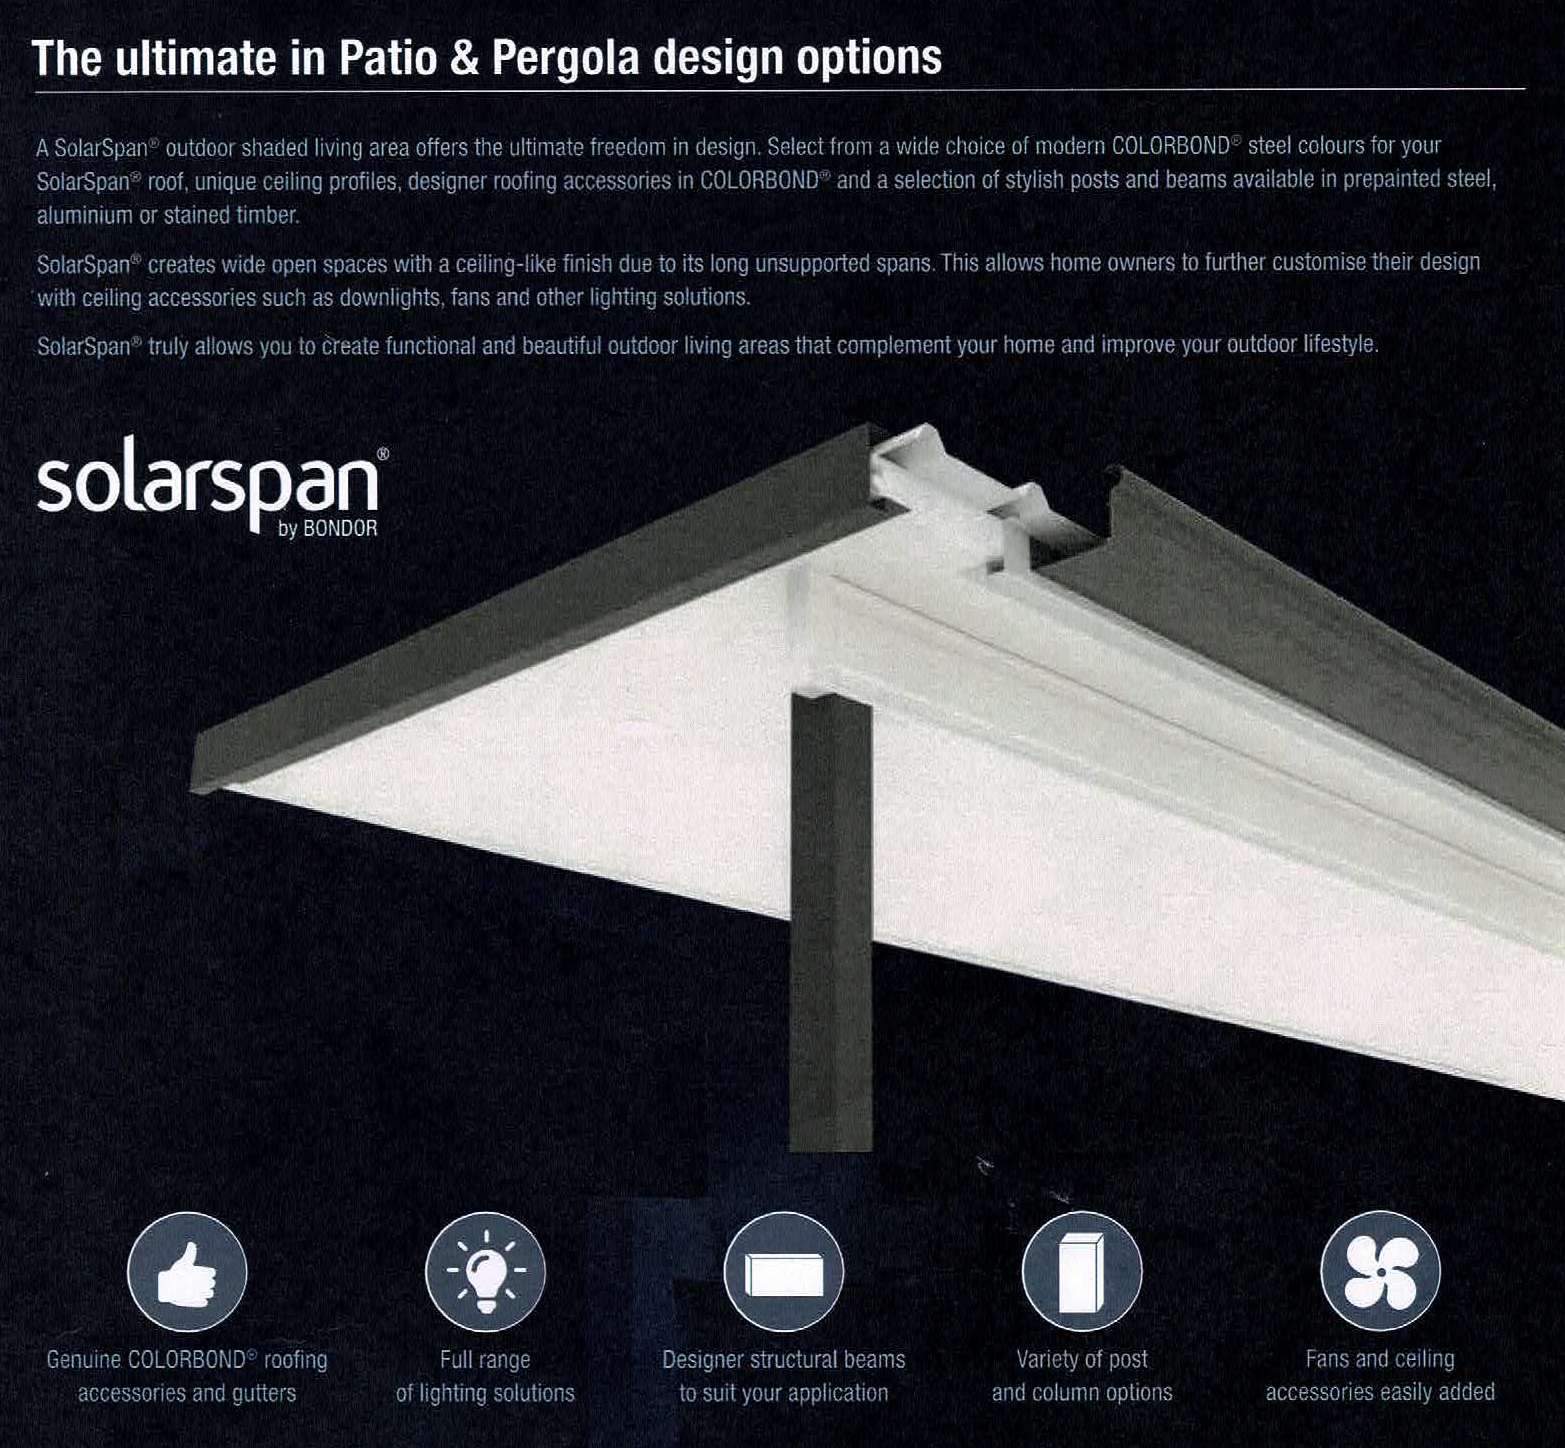 The ultimate in Patio & Pergola design options
A SolarSpan® outdoor shaded living area offers the ultimate freedom in design. Select from a wide choice of modern COLORBOND® steel colours for your
SolarSpan® roof, unique ceiling profiles, designer roofing accessories in COLORBOND® and a selection of stylish posts and beams available in prepainted steel,
aluminium or stained timber.
SolarSpan® creates wide open spaces with a ceiling-like finish due to its long unsupported spans. This allows home owners to further customise their design
with ceiling accessories such as downlights, fans and other lighting solutions.
SolarSpan® truly allows you to create functional and beautiful outdoor living areas that complement your home and improve your outdoor lifestyle.
solarspan®
by BONDOR
Genuine COLORBOND® roofing
accessories and gutters
Full range
of lighting solutions
Designer structural beams
to suit your application
Variety of post
and column options
Fans and ceiling
accessories easily added